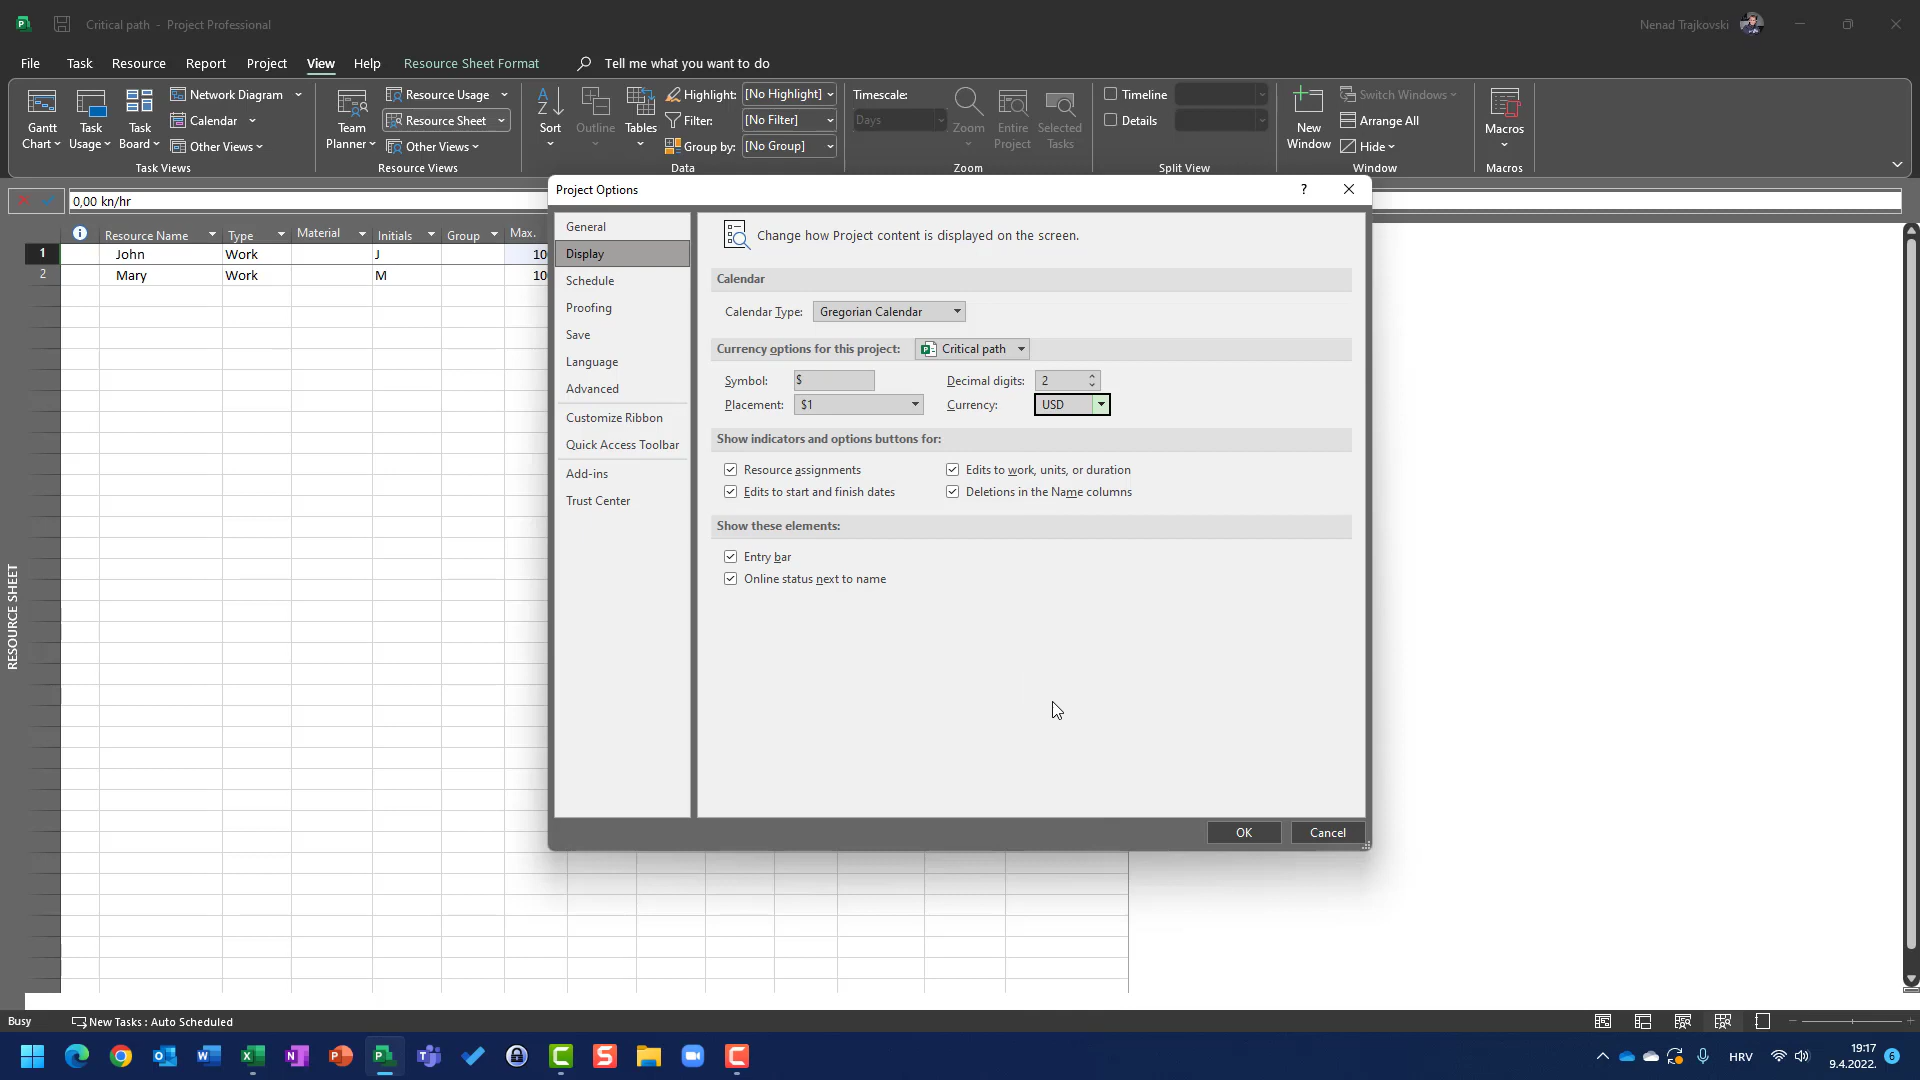 Critical path - Project Professional
Nenad Trajkovski
File Task Resource Report Project View Help Resource Sheet Format Tell me what you want to do
Gantt Chart
Task Usage
Task Board
Network Diagram
Calendar
Other Views
Task Views
Team Planner
Resource Usage
Resource Sheet
Other Views
Resource Views
Sort
Outline
Tables
Highlight: [No Highlight]
Filter: [No Filter]
Group by: [No Group]
Data
Timescale:
Days
Zoom
Entire Project
Selected Tasks
Zoom
Timeline
Details
Split View
New Window
Switch Windows
Arrange All
Hide
Window
Macros
Macros
0,00 kn/hr
Resource Name Type Material Initials Group Max.
1 John Work J 10
2 Mary Work M 10
RESOURCE SHEET
Project Options
?
General
Display
Schedule
Proofing
Save
Language
Advanced
Customize Ribbon
Quick Access Toolbar
Add-ins
Trust Center
Change how Project content is displayed on the screen.
Calendar
Calendar Type: Gregorian Calendar
Currency options for this project: Critical path
Symbol: $ Decimal digits: 2
Placement: $1 Currency: USD
Show indicators and options buttons for:
Resource assignments Edits to work, units, or duration
Edits to start and finish dates Deletions in the Name columns
Show these elements:
Entry bar
Online status next to name
OK Cancel
Busy New Tasks : Auto Scheduled
HRV
19:17
9.4.2022.
6